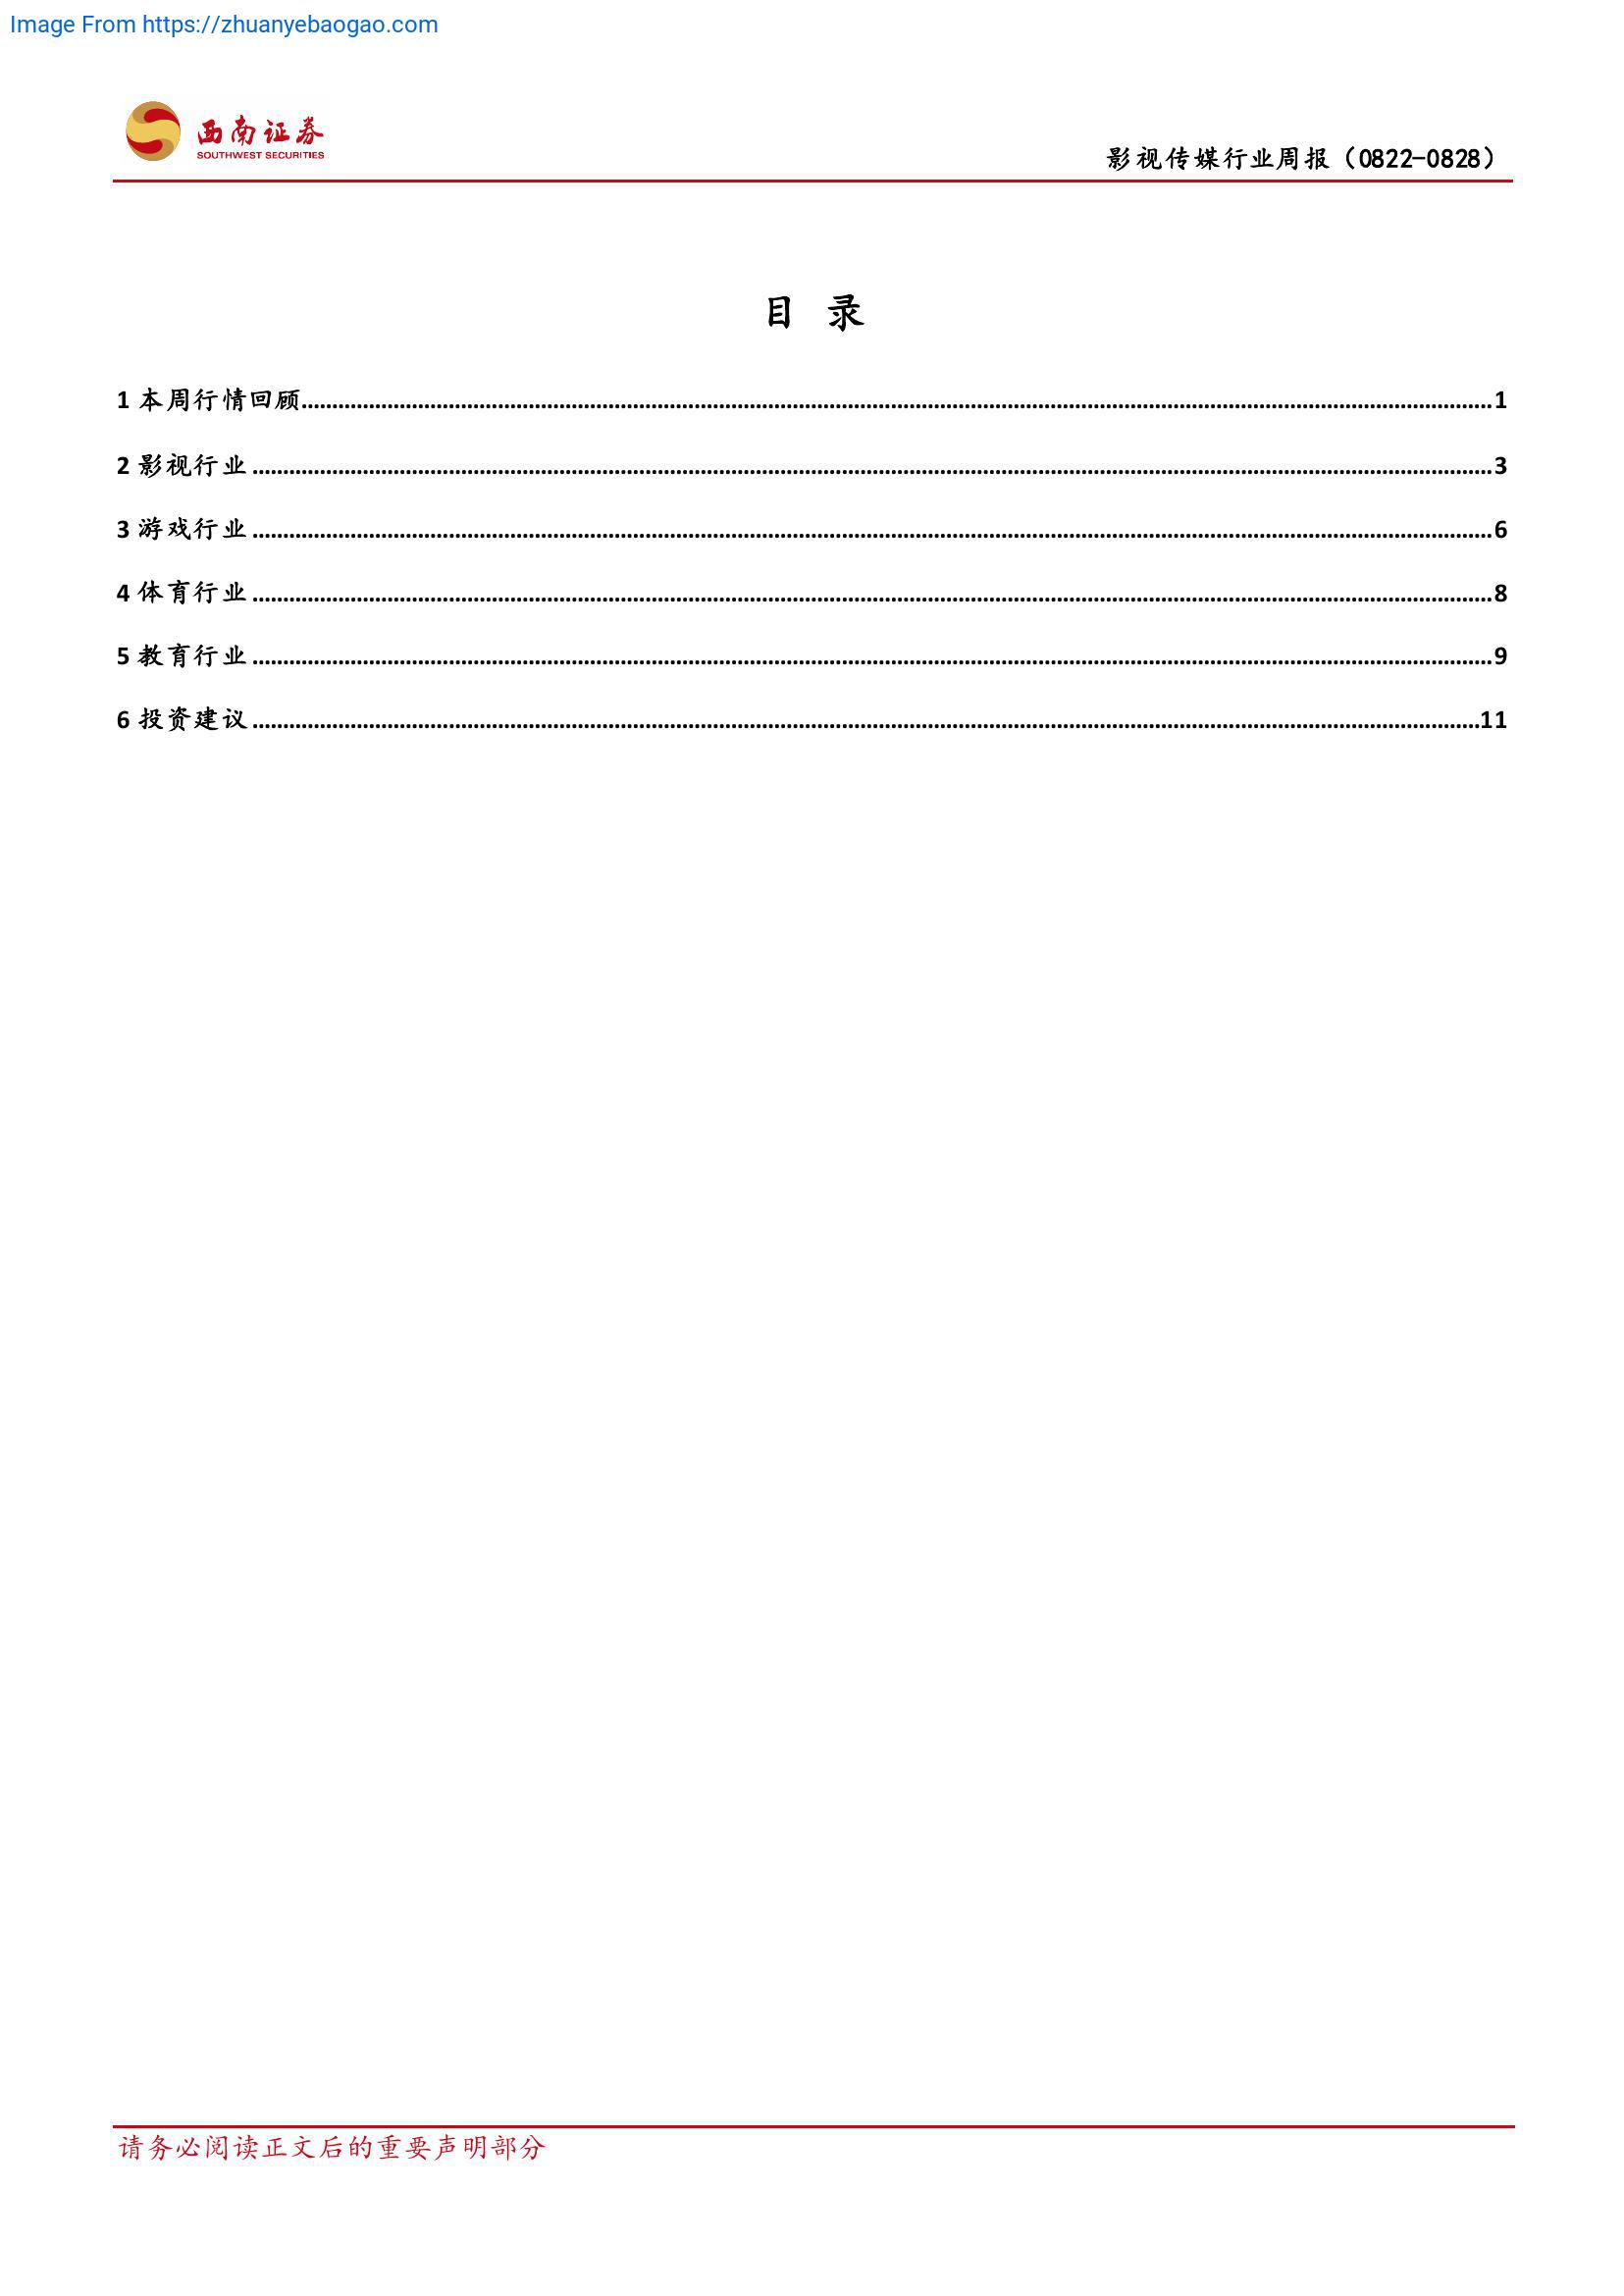 Image From https://zhuanyebaogao.com
西南证券
SOUTHWEST SECURITIES
影视传媒行业周报（0822-0828）
目 录
1 本周行情回顾........................................1
2 影视行业........................................3
3 游戏行业........................................6
4 体育行业........................................8
5 教育行业........................................9
6 投资建议........................................11
请务必阅读正文后的重要声明部分